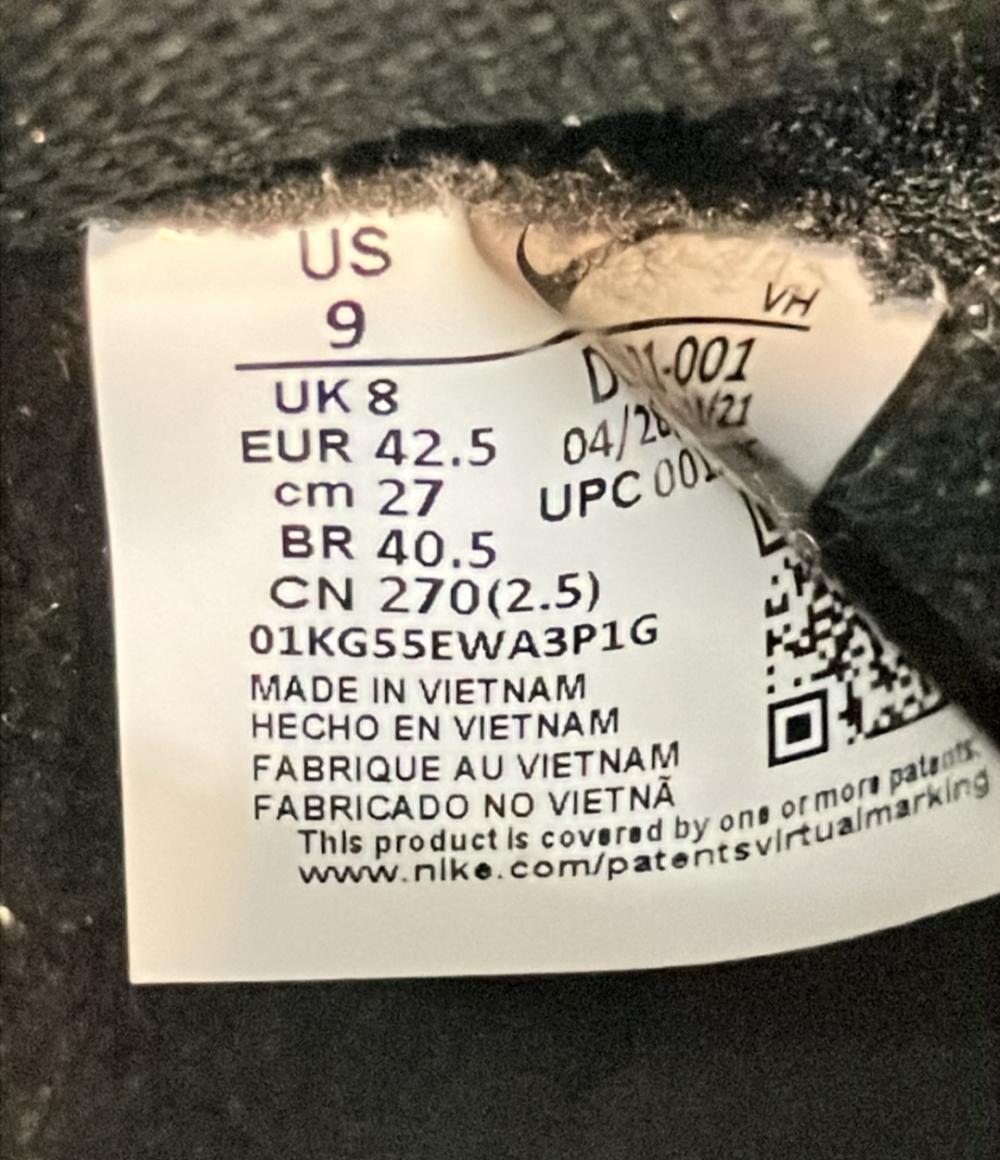 US
9
UK 8
EUR 42.5
cm 27
BR 40.5
CN 270(2.5)
01KG55EWA3P1G
MADE IN VIETNAM
HECHO EN VIETNAM
FABRIQUE AU VIETNAM
FABRICADO NO VIETNÃ
This product is covered by one or more patents.
www.nike.com/patentsvirtualmarking
VH
UPC